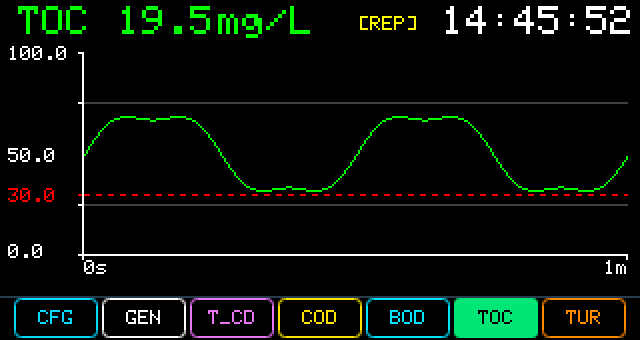 TOC 19.5mg/L [REP] 14:45:52
100.0
50.0
30.0
0.0
0s 1m
CFG GEN T_CD COD BOD TOC TUR